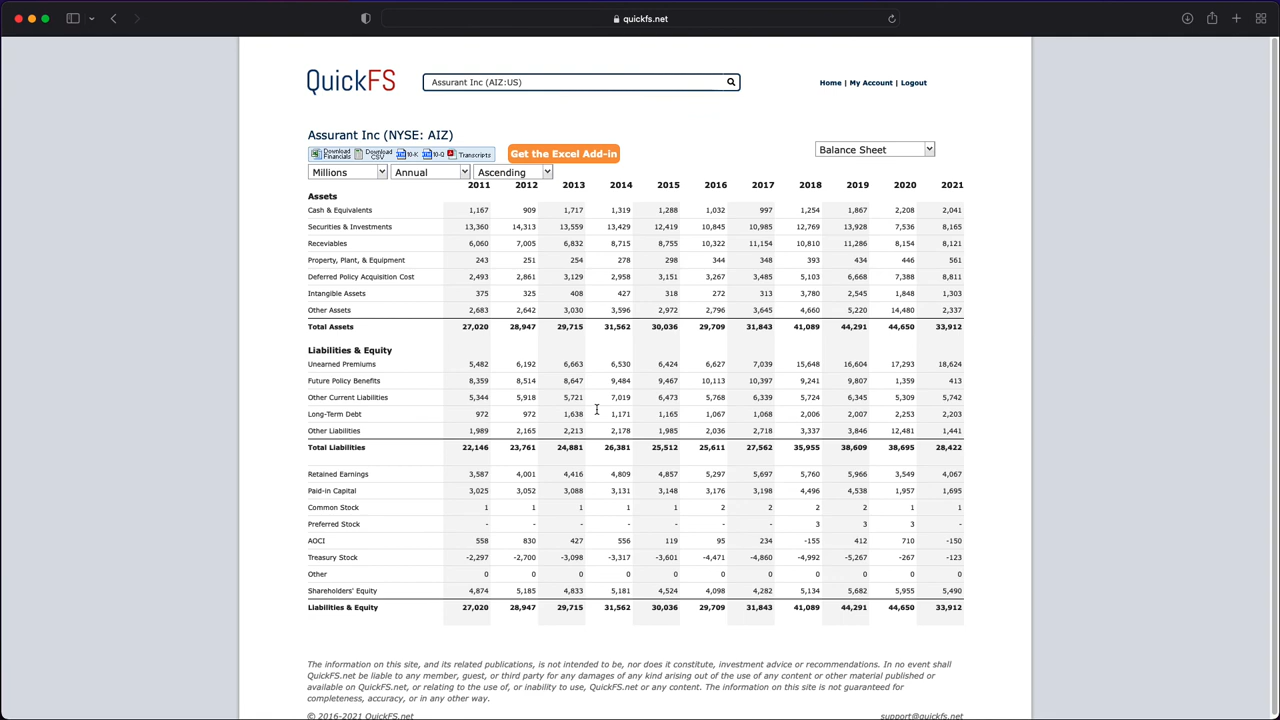 quickfs.net
QuickFS
Assurant Inc (AIZ:US)
Home | My Account | Logout
Assurant Inc (NYSE: AIZ)
Download Financials Download CSV 10-K 10-Q Transcripts
Get the Excel Add-in
Balance Sheet
Millions Annual Ascending
2011 2012 2013 2014 2015 2016 2017 2018 2019 2020 2021
Assets
Cash & Equivalents 1,167 909 1,717 1,319 1,288 1,032 997 1,254 1,867 2,208 2,041
Securities & Investments 13,360 14,313 13,559 13,429 12,419 10,845 10,985 12,769 13,928 7,536 8,165
Receviables 6,060 7,005 6,832 8,715 8,755 10,322 11,154 10,810 11,286 8,154 8,121
Property, Plant, & Equipment 243 251 254 278 298 344 348 393 434 446 561
Deferred Policy Acquisition Cost 2,493 2,861 3,129 2,958 3,151 3,267 3,485 5,103 6,668 7,388 8,811
Intangible Assets 375 325 408 427 318 272 313 3,780 2,545 1,848 1,303
Other Assets 2,683 2,642 3,030 3,596 2,972 2,796 3,645 4,660 5,220 14,480 2,337
Total Assets 27,020 28,947 29,715 31,562 30,036 29,709 31,843 41,089 44,291 44,650 33,912
Liabilities & Equity
Unearned Premiums 5,482 6,192 6,663 6,530 6,424 6,627 7,039 15,648 16,604 17,293 18,624
Future Policy Benefits 8,359 8,514 8,647 9,484 9,467 10,113 10,397 9,241 9,807 1,359 413
Other Current Liabilities 5,344 5,918 5,721 7,019 6,473 5,768 6,339 5,724 6,345 5,309 5,742
Long-Term Debt 972 972 1,638 1,171 1,165 1,067 1,068 2,006 2,007 2,253 2,203
Other Liabilities 1,989 2,165 2,213 2,178 1,985 2,036 2,718 3,337 3,846 12,481 1,441
Total Liabilities 22,146 23,761 24,881 26,381 25,512 25,611 27,562 35,955 38,609 38,695 28,422
Retained Earnings 3,587 4,001 4,416 4,809 4,857 5,297 5,697 5,760 5,966 3,549 4,067
Paid-in Capital 3,025 3,052 3,088 3,131 3,148 3,176 3,198 4,496 4,538 1,957 1,695
Common Stock 1 1 1 1 1 2 2 2 2 1 1
Preferred Stock - - - - - - - 3 3 3 -
AOCI 558 830 427 556 119 95 234 -155 412 710 -150
Treasury Stock -2,297 -2,700 -3,098 -3,317 -3,601 -4,471 -4,860 -4,992 -5,267 -267 -123
Other 0 0 0 0 0 0 0 0 0 0 0
Shareholders' Equity 4,874 5,185 4,833 5,181 4,524 4,098 4,282 5,134 5,682 5,955 5,490
Liabilities & Equity 27,020 28,947 29,715 31,562 30,036 29,709 31,843 41,089 44,291 44,650 33,912
The information on this site, and its related publications, is not intended to be, nor does it constitute, investment advice or recommendations. In no event shall
QuickFS.net be liable to any member, guest, or third party for any damages of any kind arising out of the use of any content or other material published or
available on QuickFS.net, or relating to the use of, or inability to use, QuickFS.net or any content. The information on this site is not guaranteed for
completeness, accuracy, or in any other way.
© 2016-2021 QuickFS.net support@quickfs.net